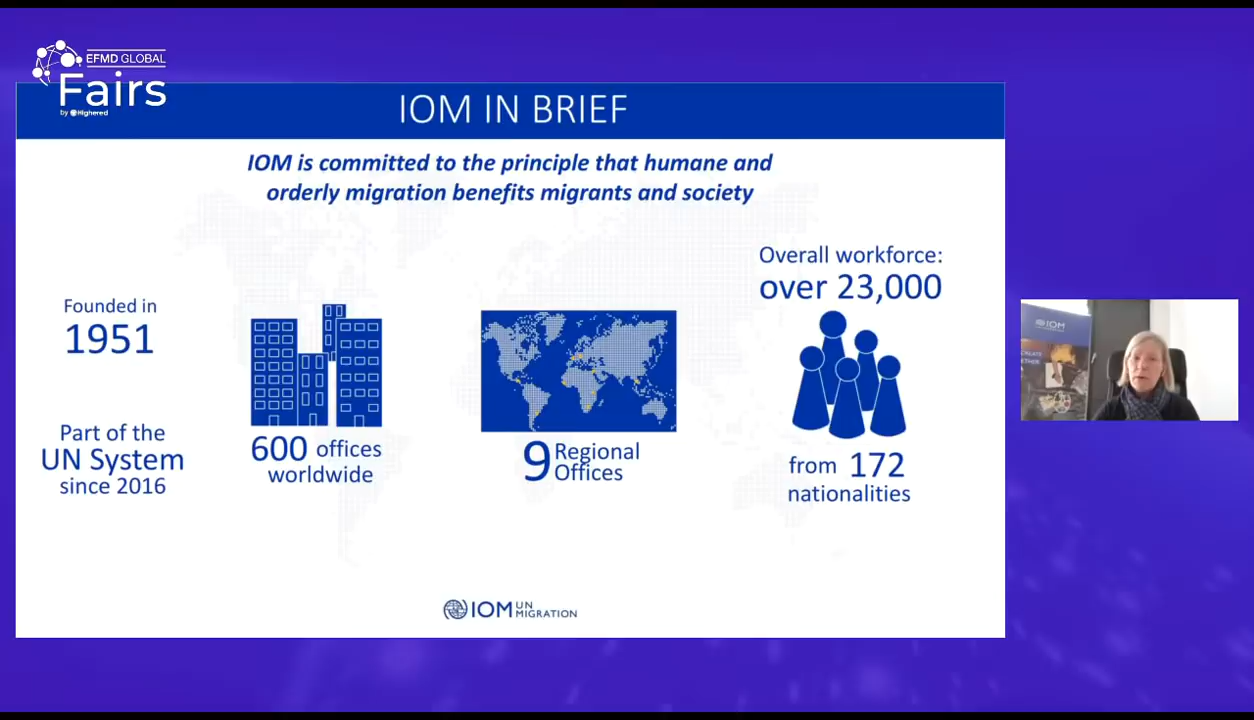 EFMD GLOBAL
Fairs
by Highered
IOM IN BRIEF
IOM is committed to the principle that humane and
orderly migration benefits migrants and society
Founded in
1951
Part of the
UN System
since 2016
600 offices
worldwide
9 Regional
Offices
Overall workforce:
over 23,000
from 172
nationalities
IOM UN
MIGRATION
IOM